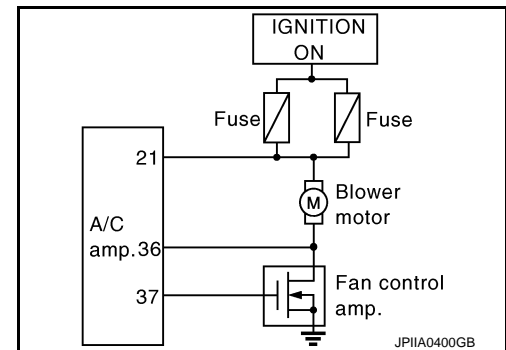 IGNITION
ON
Fuse
Fuse
21
Blower
motor
M
A/C
amp.
36
37
Fan control
amp.
JPIIA0400GB